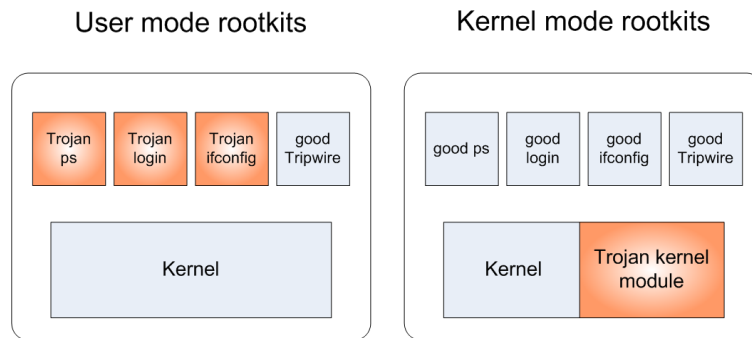 User mode rootkits
Kernel mode rootkits
Trojan
ps
Trojan
login
Trojan
ifconfig
good
Tripwire
Kernel
good ps
good
login
good
ifconfig
good
Tripwire
Kernel
Trojan kernel
module